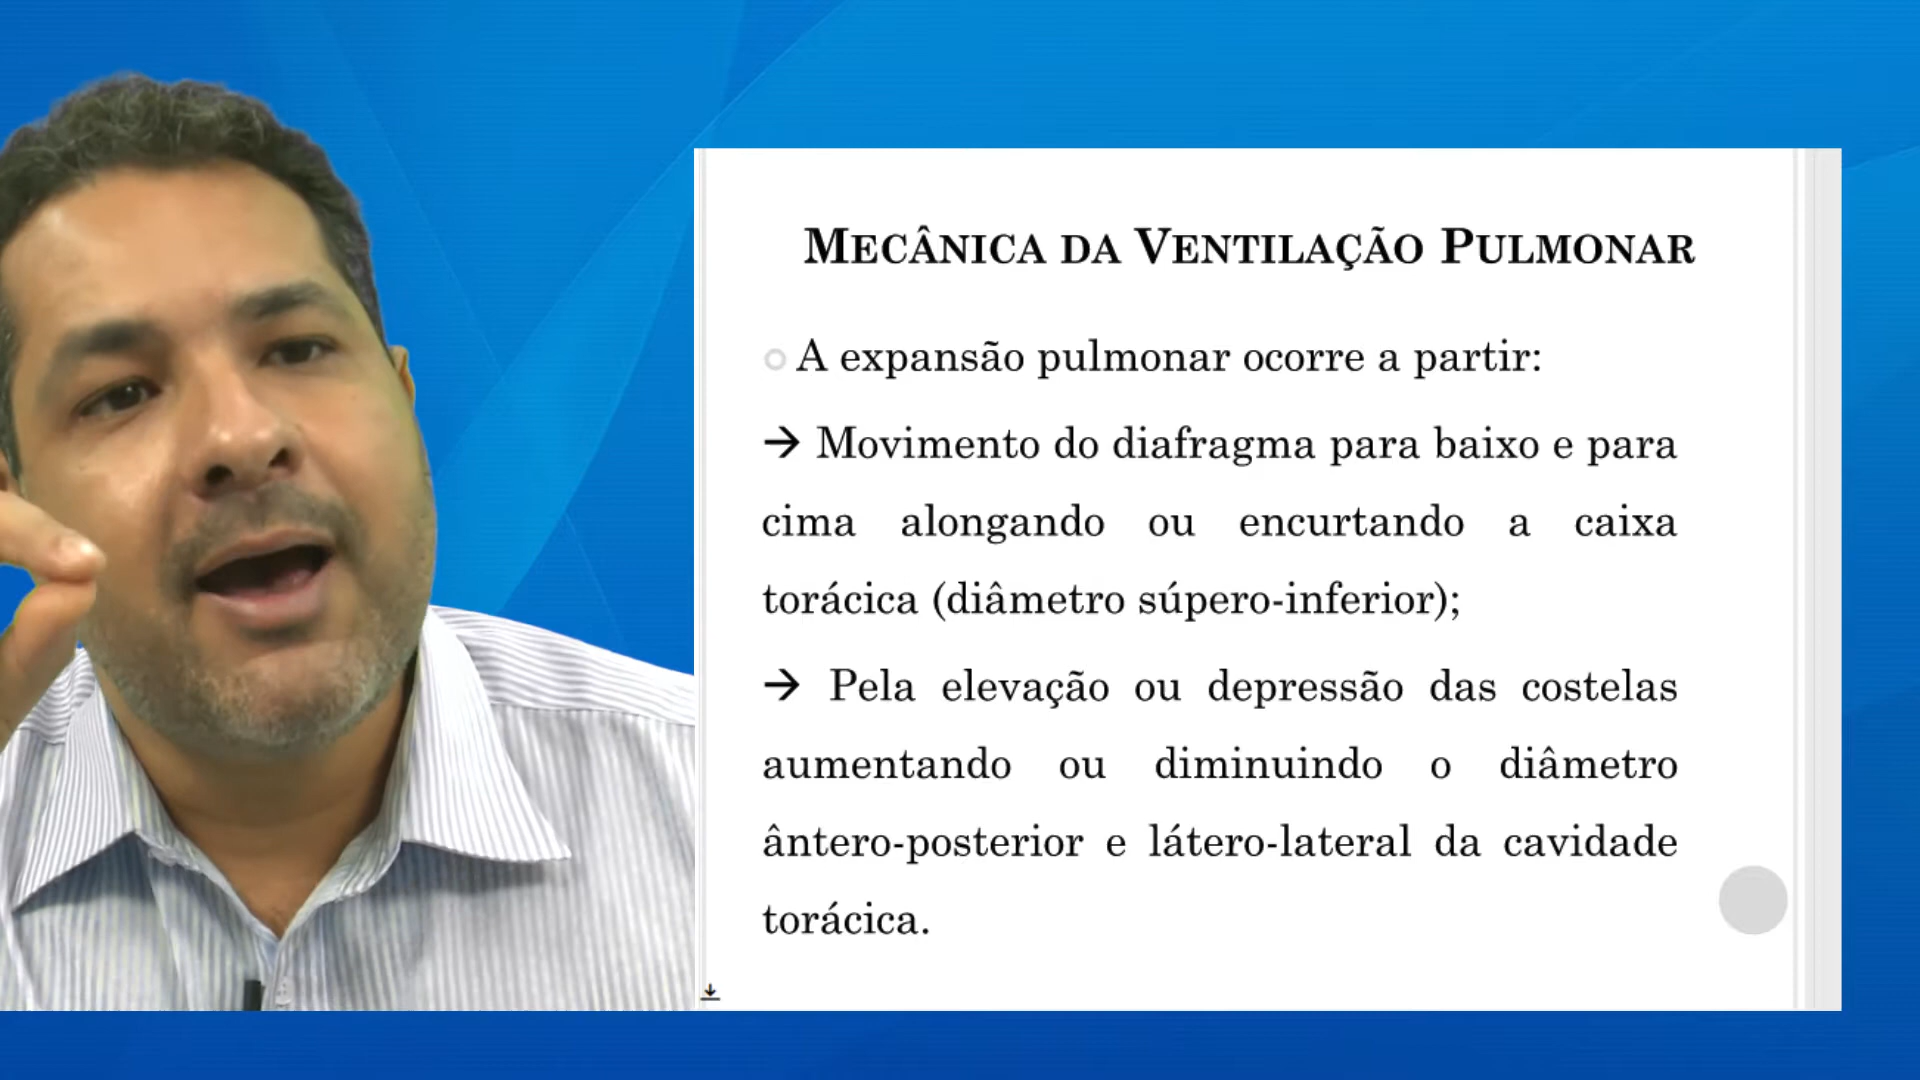 MECÂNICA DA VENTILAÇÃO PULMONAR
A expansão pulmonar ocorre a partir:
→ Movimento do diafragma para baixo e para
cima alongando ou encurtando a caixa
torácica (diâmetro súpero-inferior);
→ Pela elevação ou depressão das costelas
aumentando ou diminuindo o diâmetro
ântero-posterior e látero-lateral da cavidade
torácica.